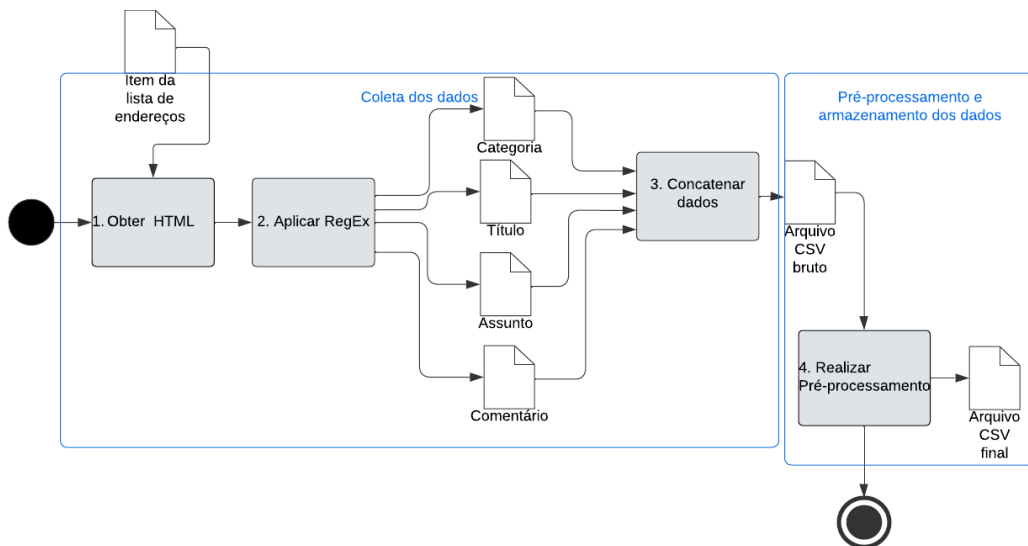 Item da
lista de
endereços
Coleta dos dados
Pré-processamento e
armazenamento dos dados
1. Obter HTML
2. Aplicar RegEx
Categoria
Título
Assunto
Comentário
3. Concatenar
dados
Arquivo
CSV
bruto
4. Realizar
Pré-processamento
Arquivo
CSV
final